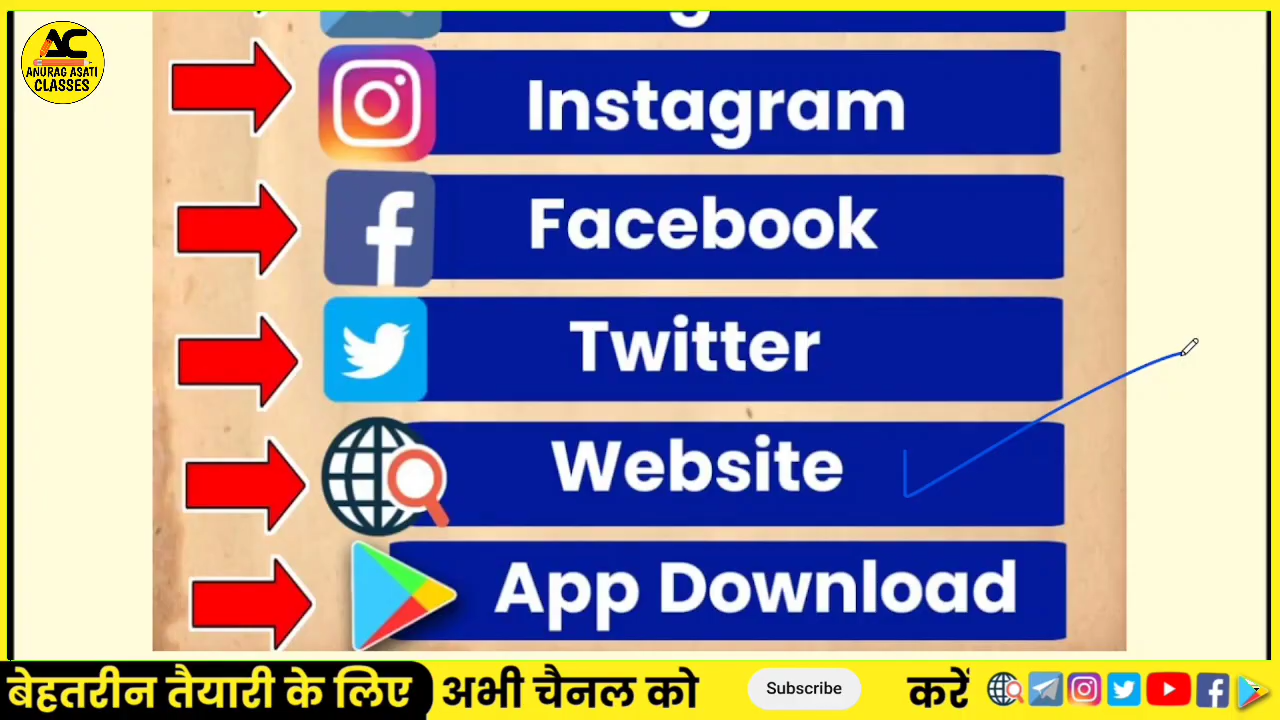 AC
ANURAG ASATI
CLASSES
Instagram
Facebook
Twitter
Website
App Download
बेहतरीन तैयारी के लिए अभी चैनल को Subscribe करें